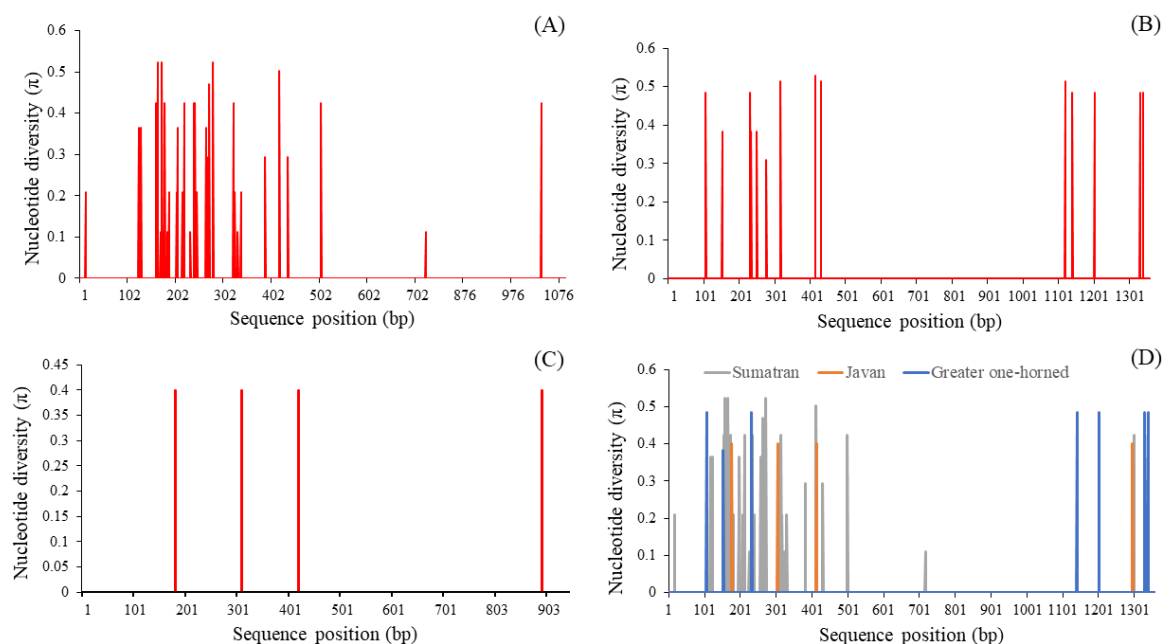 (A)
Nucleotide diversity (π)
0.6
0.5
0.4
0.3
0.2
0.1
0
1 102 202 302 402 502 602 702 876 976 1076
Sequence position (bp)
(B)
Nucleotide diversity (π)
0.6
0.5
0.4
0.3
0.2
0.1
0
1 101 201 301 401 501 601 701 801 901 1001 1101 1201 1301
Sequence position (bp)
(C)
Nucleotide diversity (π)
0.45
0.4
0.35
0.3
0.25
0.2
0.15
0.1
0.05
0
1 101 201 301 401 501 601 701 803 903
Sequence position (bp)
(D)
Sumatran Javan Greater one-horned
Nucleotide diversity (π)
0.6
0.5
0.4
0.3
0.2
0.1
0
1 101 201 301 401 501 601 701 801 901 1001 1101 1201 1301
Sequence position (bp)